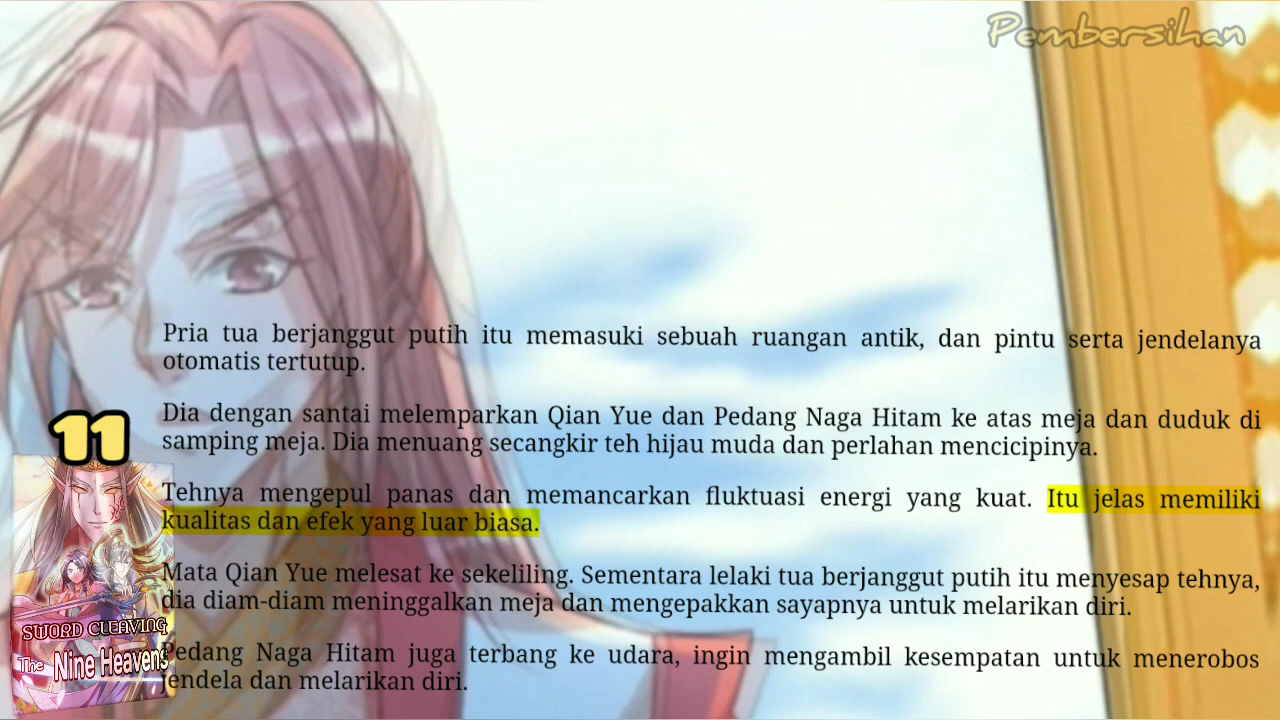 Pembersihan
Pria tua berjanggut putih itu memasuki sebuah ruangan antik, dan pintu serta jendelanya
otomatis tertutup.
Dia dengan santai melemparkan Qian Yue dan Pedang Naga Hitam ke atas meja dan duduk di
samping meja. Dia menuang secangkir teh hijau muda dan perlahan mencicipinya.
Tehnya mengepul panas dan memancarkan fluktuasi energi yang kuat. Itu jelas memiliki
kualitas dan efek yang luar biasa.
Mata Qian Yue melesat ke sekeliling. Sementara lelaki tua berjanggut putih itu menyesap tehnya,
dia diam-diam meninggalkan meja dan mengepakkan sayapnya untuk melarikan diri.
Pedang Naga Hitam juga terbang ke udara, ingin mengambil kesempatan untuk menerobos
jendela dan melarikan diri.
11
SWORD CLEAVING
The Nine Heavens